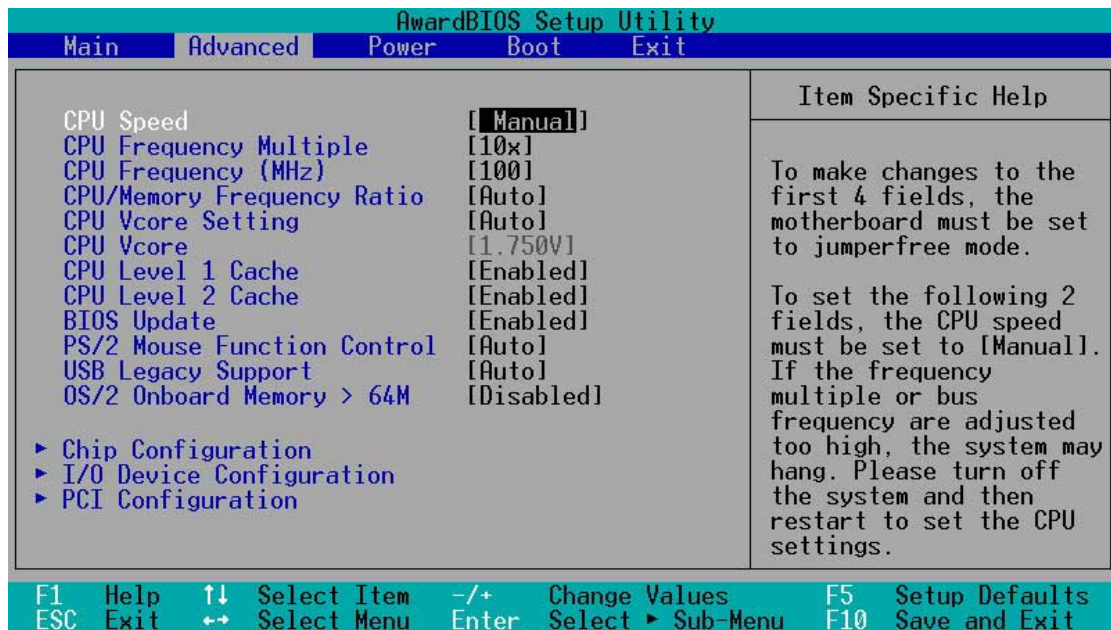 AwardBIOS Setup Utility
Main Advanced Power Boot Exit
CPU Speed [ Manual]
CPU Frequency Multiple [10x]
CPU Frequency (MHz) [100]
CPU/Memory Frequency Ratio [Auto]
CPU Vcore Setting [Auto]
CPU Vcore [1.750V]
CPU Level 1 Cache [Enabled]
CPU Level 2 Cache [Enabled]
BIOS Update [Enabled]
PS/2 Mouse Function Control [Auto]
USB Legacy Support [Auto]
OS/2 Onboard Memory > 64M [Disabled]
► Chip Configuration
► I/O Device Configuration
► PCI Configuration
Item Specific Help
To make changes to the
first 4 fields, the
motherboard must be set
to jumperfree mode.
To set the following 2
fields, the CPU speed
must be set to [Manual].
If the frequency
multiple or bus
frequency are adjusted
too high, the system may
hang. Please turn off
the system and then
restart to set the CPU
settings.
F1 Help ↑↓ Select Item -/+ Change Values F5 Setup Defaults
ESC Exit ←→ Select Menu Enter Select ► Sub-Menu F10 Save and Exit